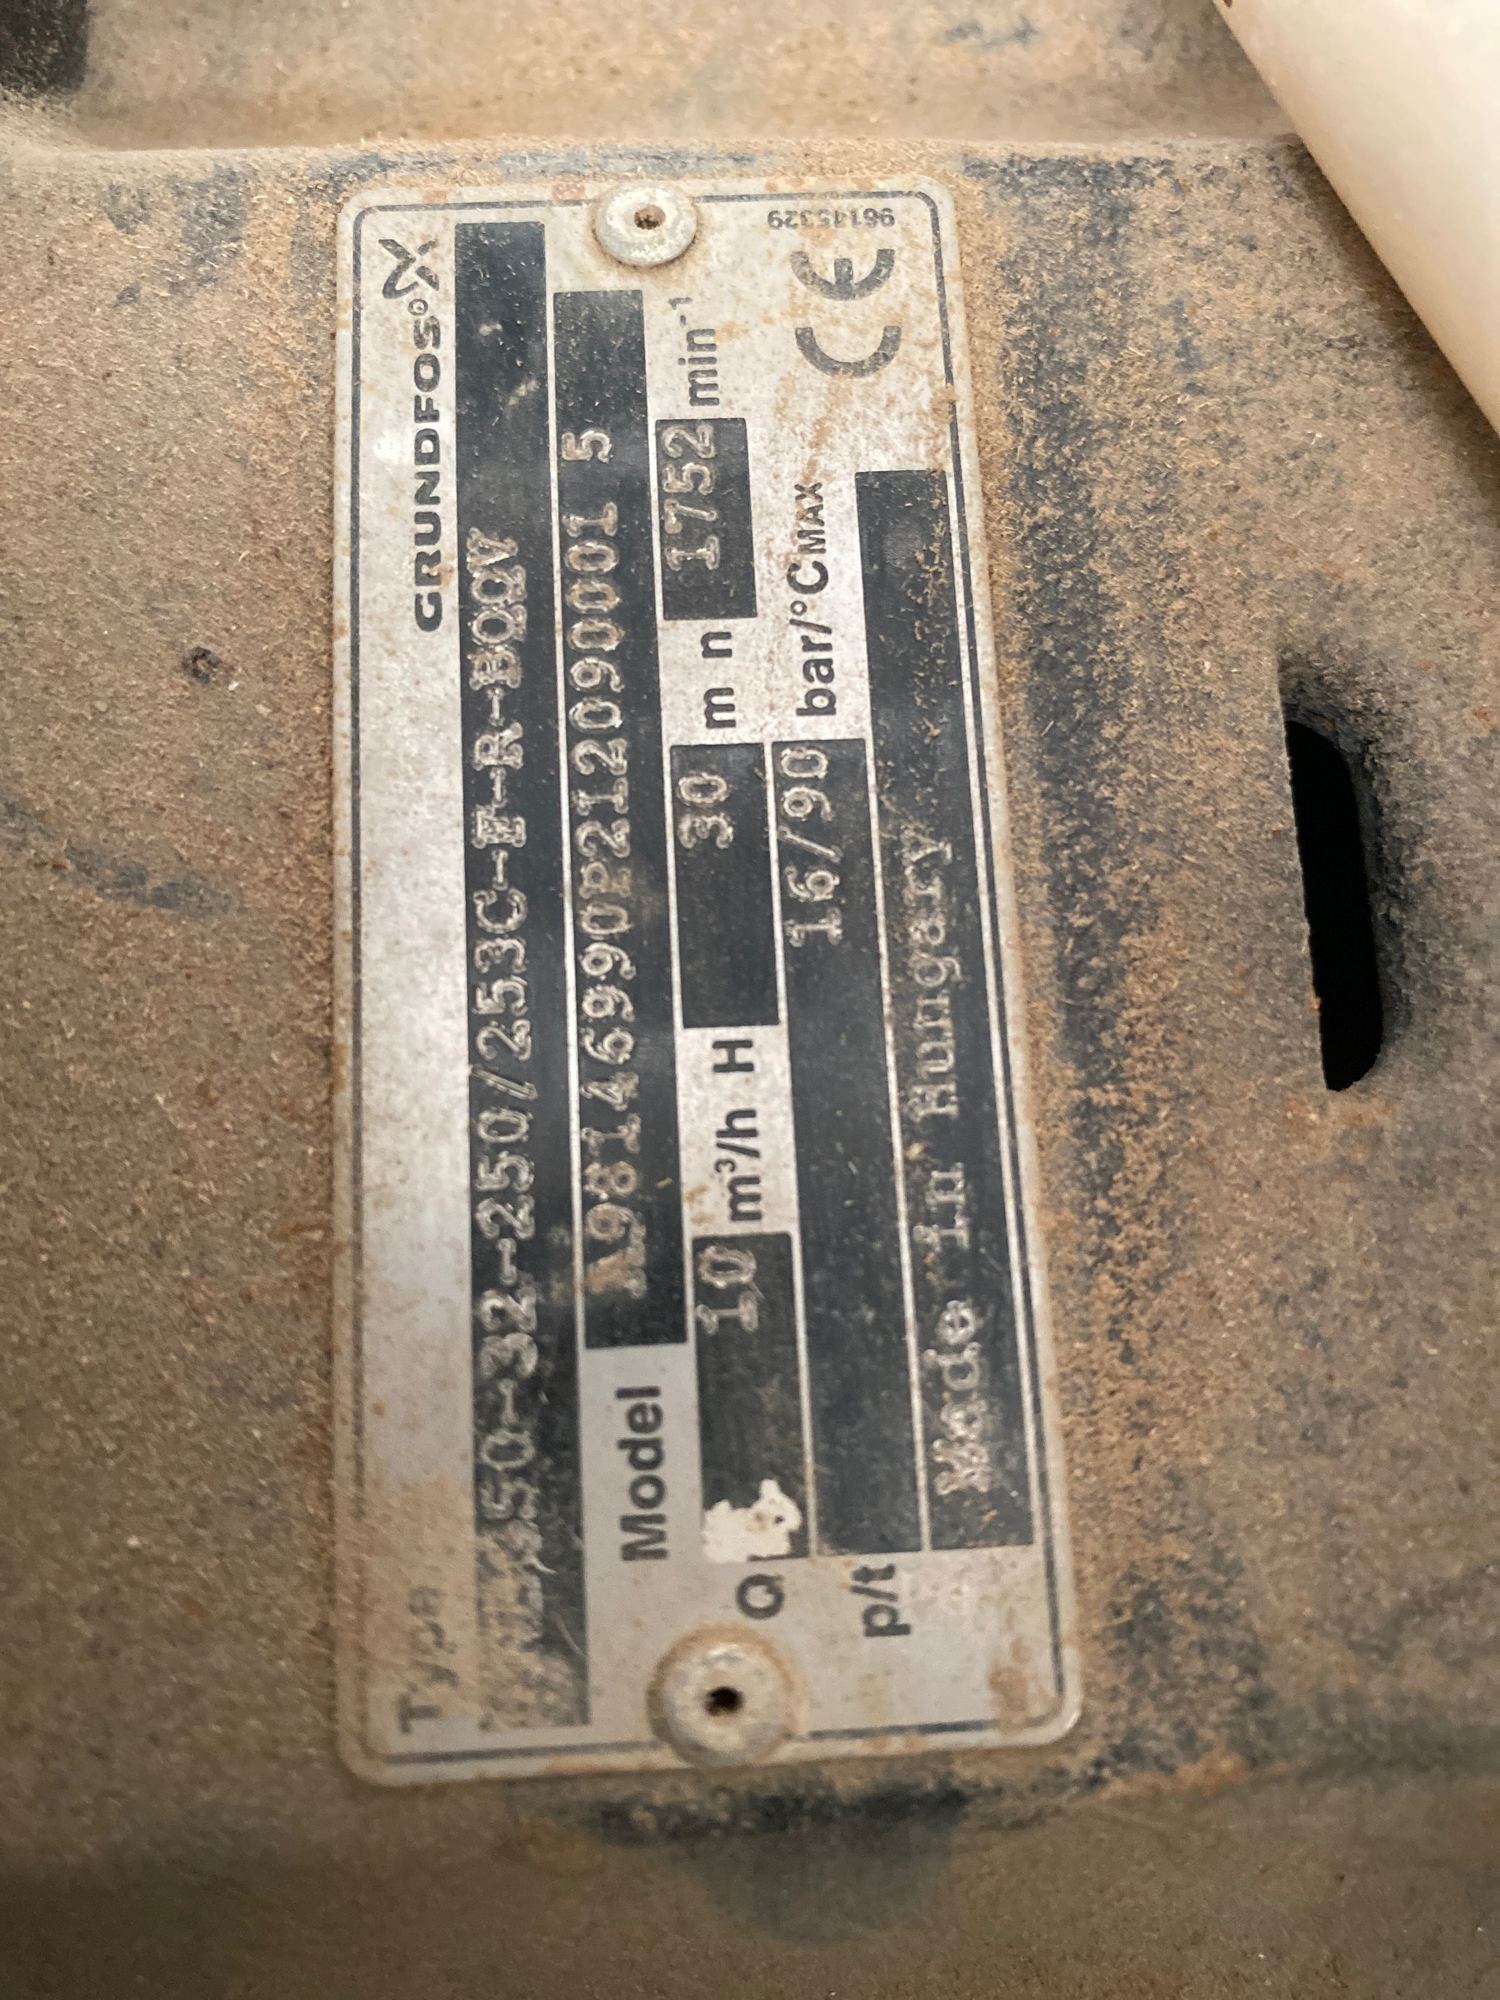 Type
GRUNDFOS
50-32-250/253C-F-R-BQQV
Model A98146990P212090001 5
Q 10 m³/h H 30 m n 1752 min⁻¹
p/t 16/90 bar/°CMAX
Made in Hungary
CE
96145329